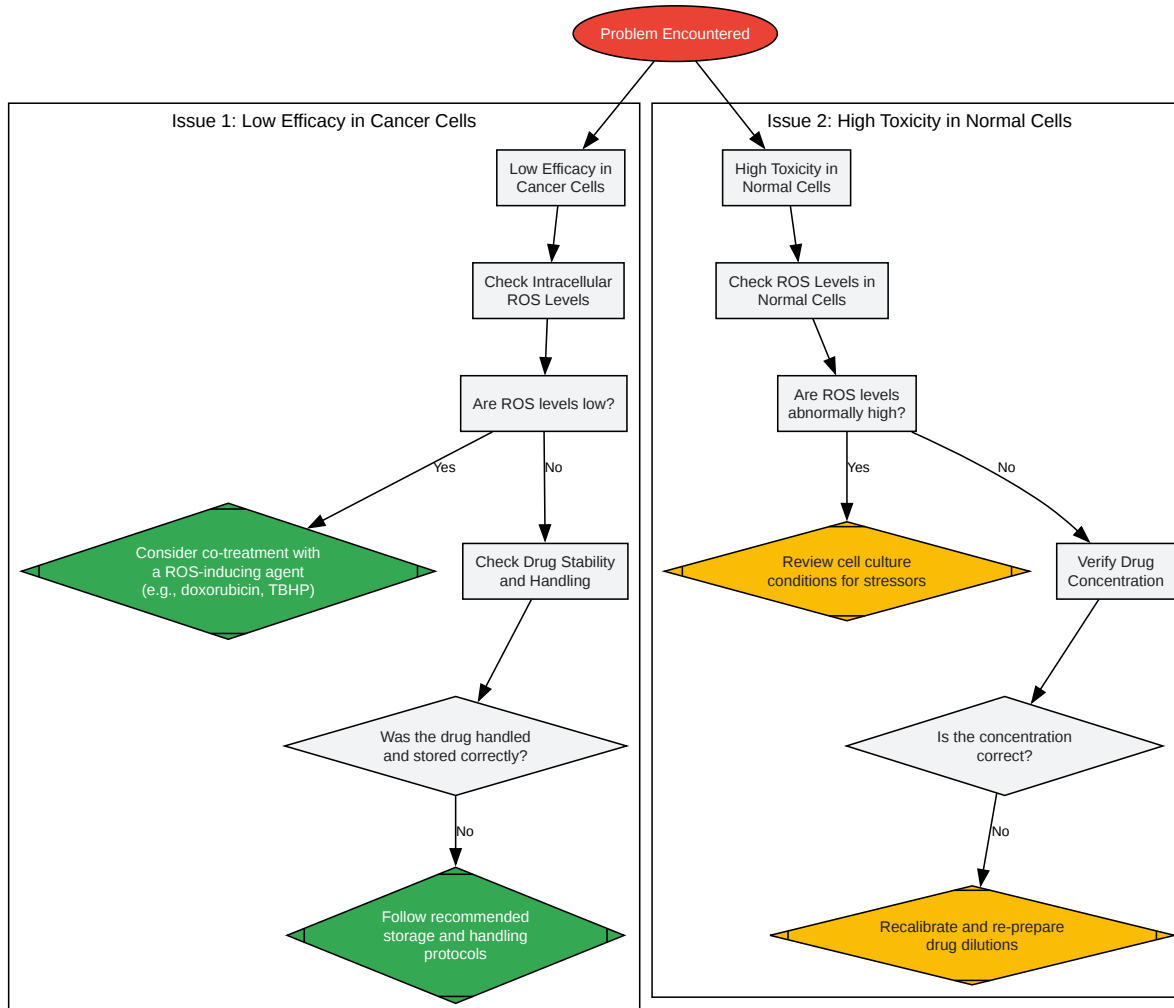 Problem Encountered
Issue 1: Low Efficacy in Cancer Cells
Low Efficacy in
Cancer Cells
Check Intracellular
ROS Levels
Are ROS levels low?
Yes
No
Consider co-treatment with
a ROS-inducing agent
(e.g., doxorubicin, TBHP)
Check Drug Stability
and Handling
Was the drug handled
and stored correctly?
No
Follow recommended
storage and handling
protocols
Issue 2: High Toxicity in Normal Cells
High Toxicity in
Normal Cells
Check ROS Levels in
Normal Cells
Are ROS levels
abnormally high?
Yes
No
Review cell culture
conditions for stressors
Verify Drug
Concentration
Is the concentration
correct?
No
Recalibrate and re-prepare
drug dilutions